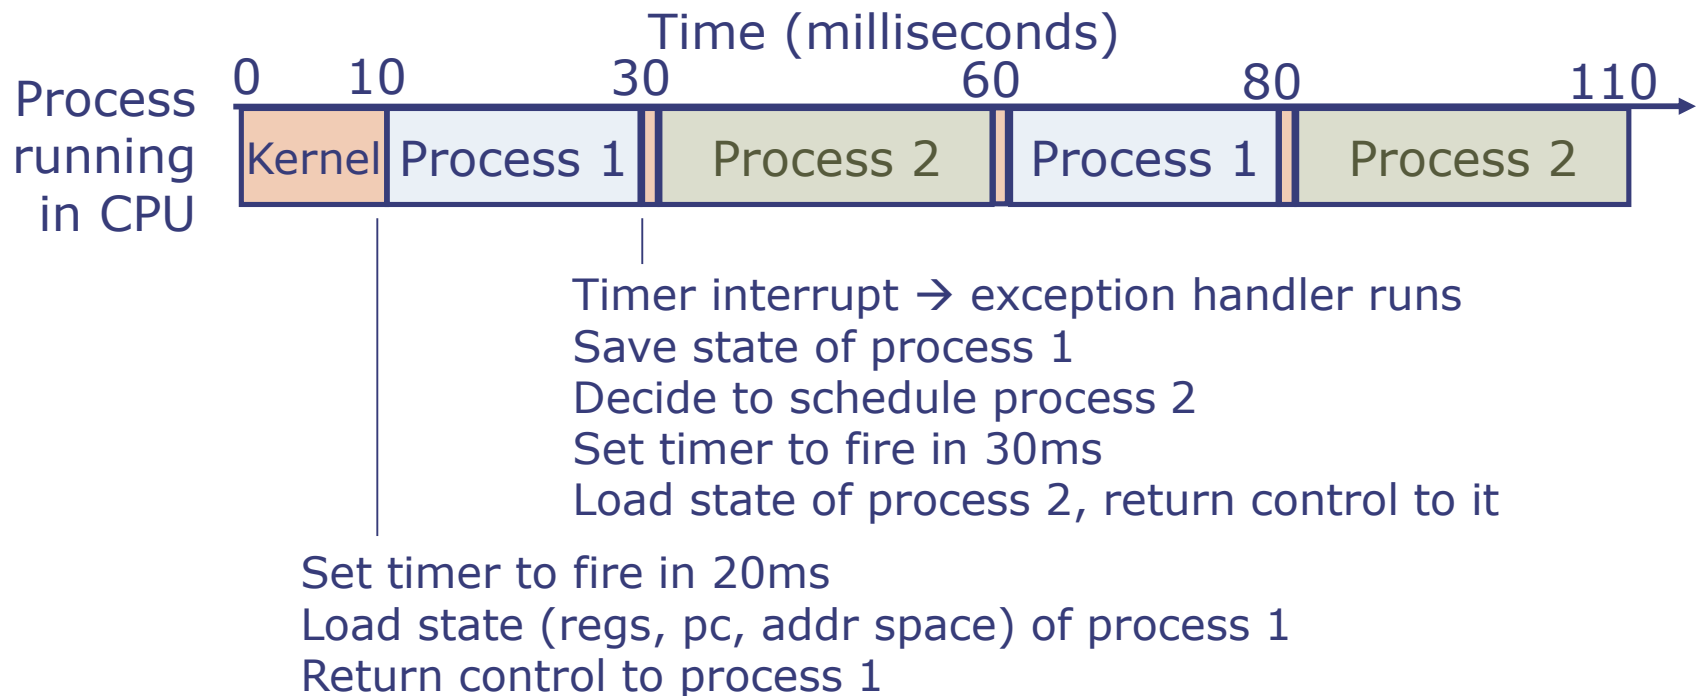 Time (milliseconds)
0 10 30 60 80 110
Process
running
in CPU
Kernel Process 1 Process 2 Process 1 Process 2
Timer interrupt → exception handler runs
Save state of process 1
Decide to schedule process 2
Set timer to fire in 30ms
Load state of process 2, return control to it
Set timer to fire in 20ms
Load state (regs, pc, addr space) of process 1
Return control to process 1